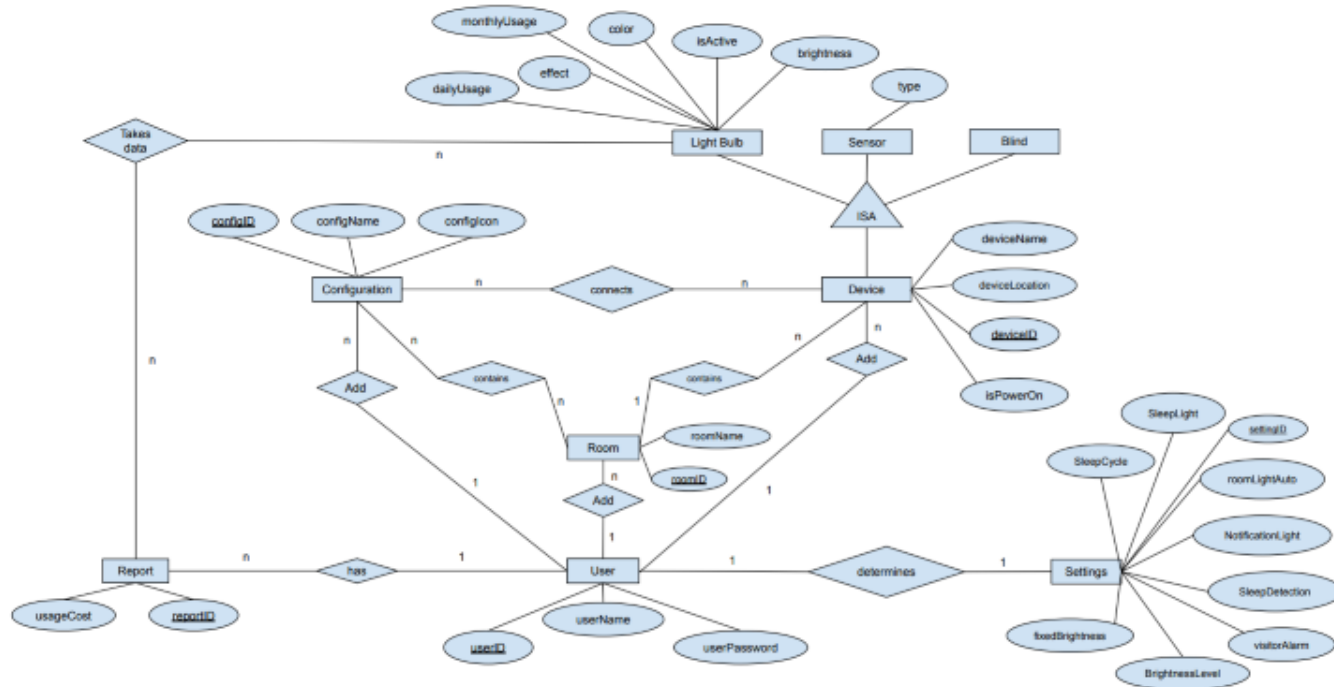 monthlyUsage
color
isActive
brightness
effect
dailyUsage
type
Takes
data
n
Light Bulb
Sensor
Blind
ISA
configID
configName
configIcon
deviceName
Configuration
n
connects
n
Device
deviceLocation
n
n
n
n
deviceID
Add
contains
contains
Add
isPowerOn
n
n
1
SleepLight
settingID
Room
roomName
SleepCycle
roomID
roomLightAuto
n
1
1
Add
NotificationLight
1
Report
n
has
1
User
1
determines
1
Settings
SleepDetection
usageCost
reportID
userName
userID
userPassword
fixedBrightness
visitorAlarm
BrightnessLevel